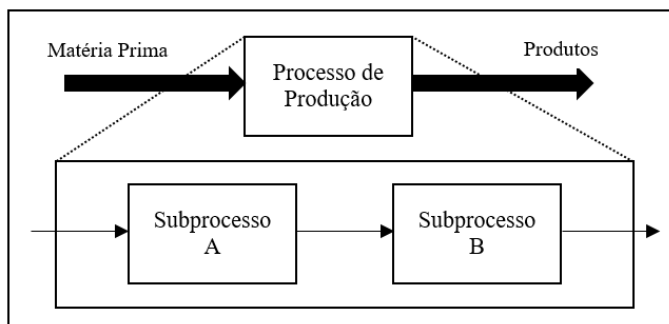 Matéria Prima
Produtos
Processo de
Produção
Subprocesso
A
Subprocesso
B